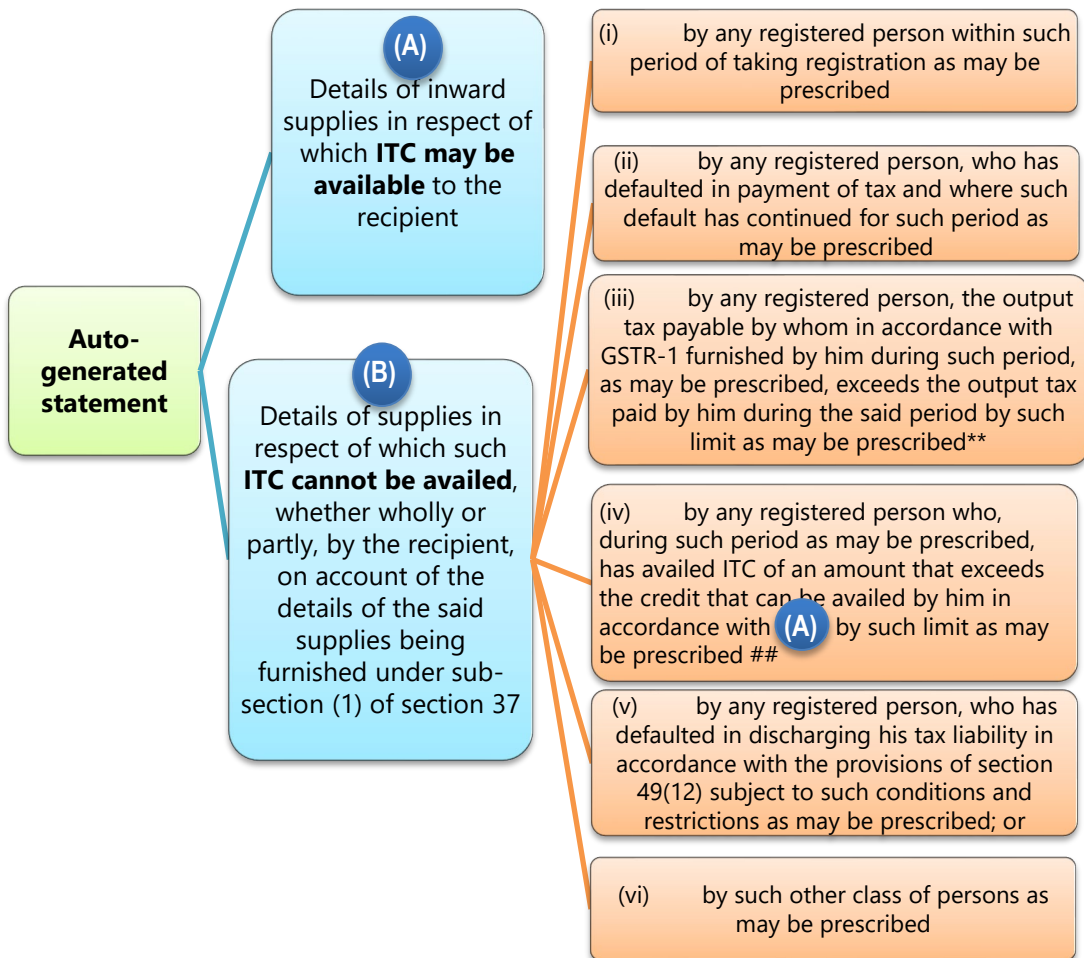 Auto-
generated
statement
(A)
Details of inward
supplies in respect of
which ITC may be
available to the
recipient
(B)
Details of supplies in
respect of which such
ITC cannot be availed,
whether wholly or
partly, by the recipient,
on account of the
details of the said
supplies being
furnished under sub-
section (1) of section 37
(i) by any registered person within such
period of taking registration as may be
prescribed
(ii) by any registered person, who has
defaulted in payment of tax and where such
default has continued for such period as
may be prescribed
(iii) by any registered person, the output
tax payable by whom in accordance with
GSTR-1 furnished by him during such period,
as may be prescribed, exceeds the output tax
paid by him during the said period by such
limit as may be prescribed**
(iv) by any registered person who,
during such period as may be prescribed,
has availed ITC of an amount that exceeds
the credit that can be availed by him in
accordance with (A) by such limit as may
be prescribed ##
(v) by any registered person, who has
defaulted in discharging his tax liability in
accordance with the provisions of section
49(12) subject to such conditions and
restrictions as may be prescribed; or
(vi) by such other class of persons as
may be prescribed